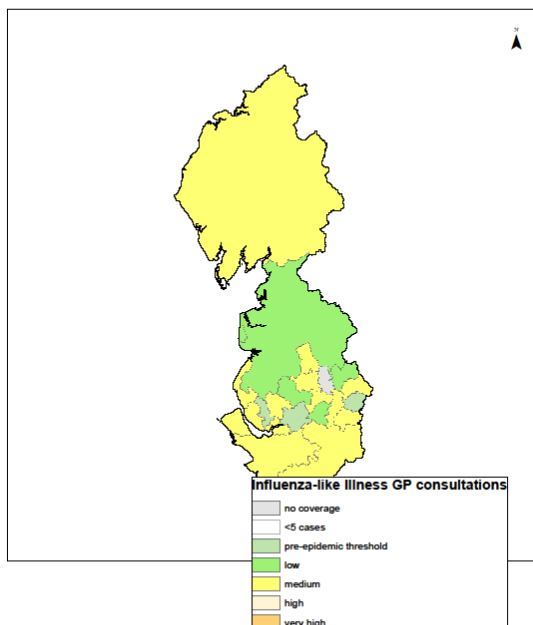 N
Influenza-like Illness GP consultations
no coverage
<5 cases
pre-epidemic threshold
low
medium
high
very high